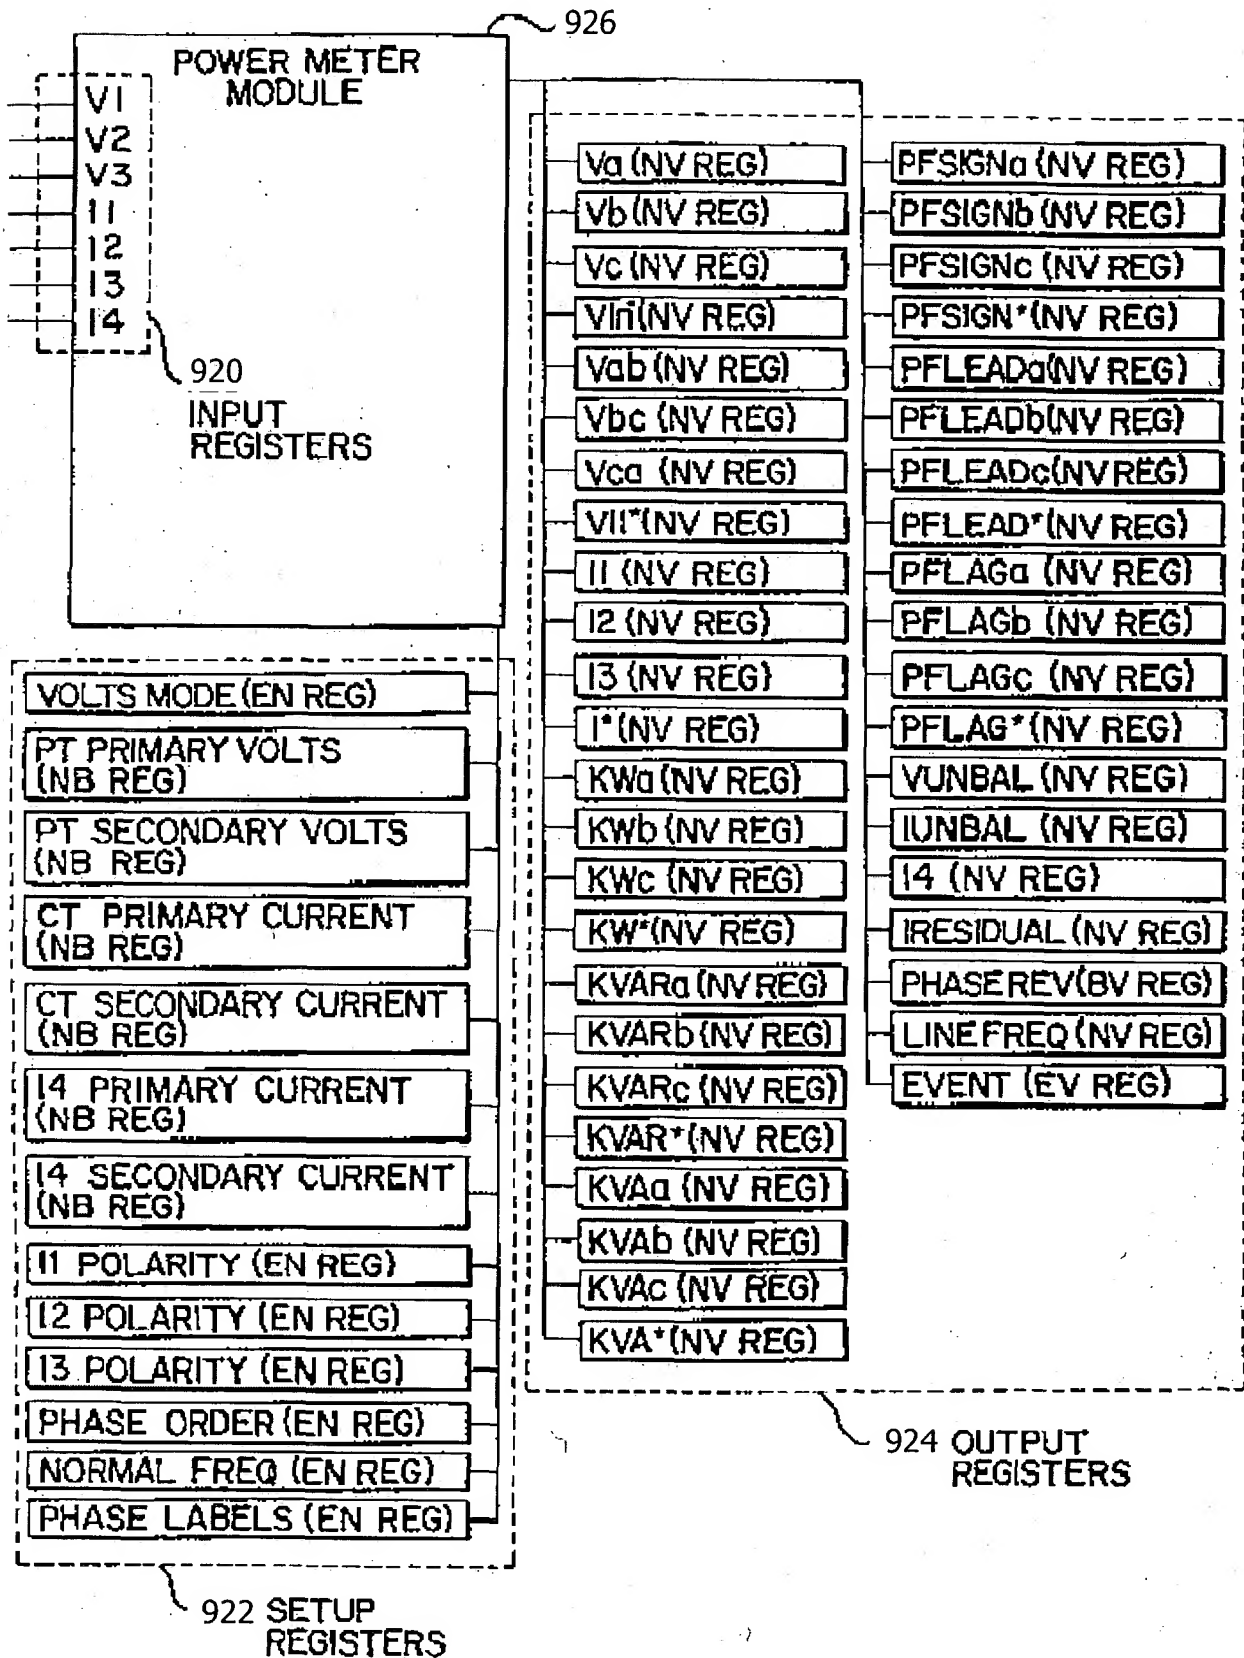 926
POWER METER
MODULE
V1
V2
V3
I1
I2
I3
I4
920
INPUT
REGISTERS
VOLTS MODE (EN REG)
PT PRIMARY VOLTS
(NB REG)
PT SECONDARY VOLTS
(NB REG)
CT PRIMARY CURRENT
(NB REG)
CT SECONDARY CURRENT
(NB REG)
I4 PRIMARY CURRENT
(NB REG)
I4 SECONDARY CURRENT
(NB REG)
I1 POLARITY (EN REG)
I2 POLARITY (EN REG)
I3 POLARITY (EN REG)
PHASE ORDER (EN REG)
NORMAL FREQ (EN REG)
PHASE LABELS (EN REG)
922 SETUP
REGISTERS
Va (NV REG)
Vb (NV REG)
Vc (NV REG)
(NV REG)
Vab (NV REG)
Vbc (NV REG)
Vca (NV REG)
Vll* (NV REG)
I1 (NV REG)
I2 (NV REG)
I3 (NV REG)
I* (NV REG)
KWa (NV REG)
KWb (NV REG)
KWc (NV REG)
KW* (NV REG)
KVARa (NV REG)
KVARb (NV REG)
KVARc (NV REG)
KVAR* (NV REG)
KVAa (NV REG)
KVAb (NV REG)
KVAc (NV REG)
KVA* (NV REG)
PFSIGNa (NV REG)
PFSIGNb (NV REG)
PFSIGNc (NV REG)
PFSIGN* (NV REG)
PFLEADa (NV REG)
PFLEADb (NV REG)
PFLEADc (NV REG)
PFLEAD* (NV REG)
PFLAGa (NV REG)
PFLAGb (NV REG)
PFLAGc (NV REG)
PFLAG* (NV REG)
VUNBAL (NV REG)
IUNBAL (NV REG)
I4 (NV REG)
IRESIDUAL (NV REG)
PHASE REV (BV REG)
LINE FREQ (NV REG)
EVENT (EV REG)
924 OUTPUT
REGISTERS